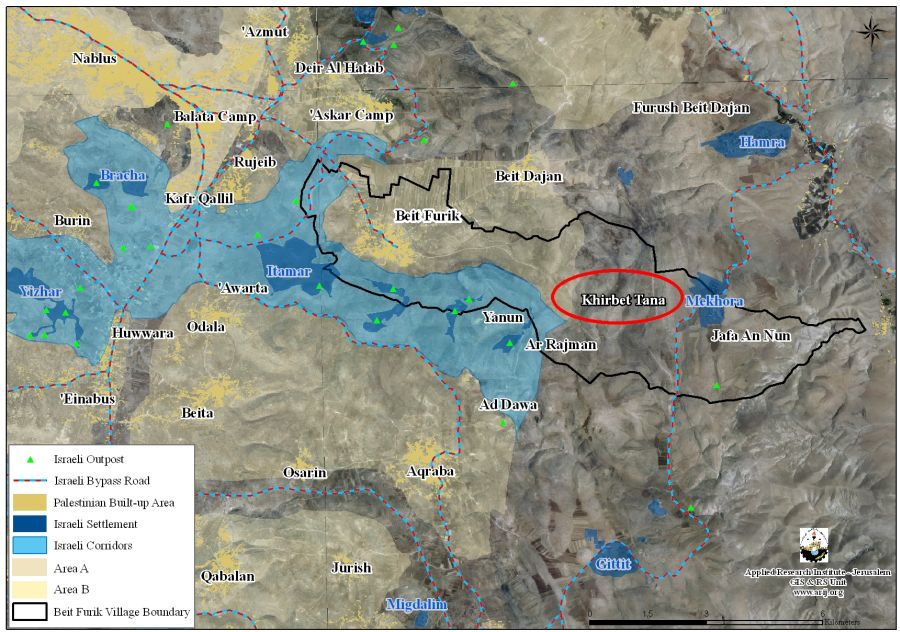 'Azmut
Nablus
Deir Al Hatab
Balata Camp
'Askar Camp
Furush Beit Dajan
Hamra
Rujeib
Bracha
Beit Dajan
Kafr Qallil
Burin
Beit Furik
Itamar
Yizhar
'Awarta
Khirbet Tana
Mekhora
Yanun
Huwwara
Odala
Jafa An Nun
Ar Rajman
'Einabus
Beita
Ad Dawa
Osarin
Aqraba
Qabalan
Jurish
Gittit
Migdalim
Israeli Outpost
Israeli Bypass Road
Palestinian Built-up Area
Israeli Settlement
Israeli Corridors
Area A
Area B
Beit Furik Village Boundary
Applied Research Institute - Jerusalem
GIS & RS Unit
www.arij.org
0 1.5 3 6
Kilometers